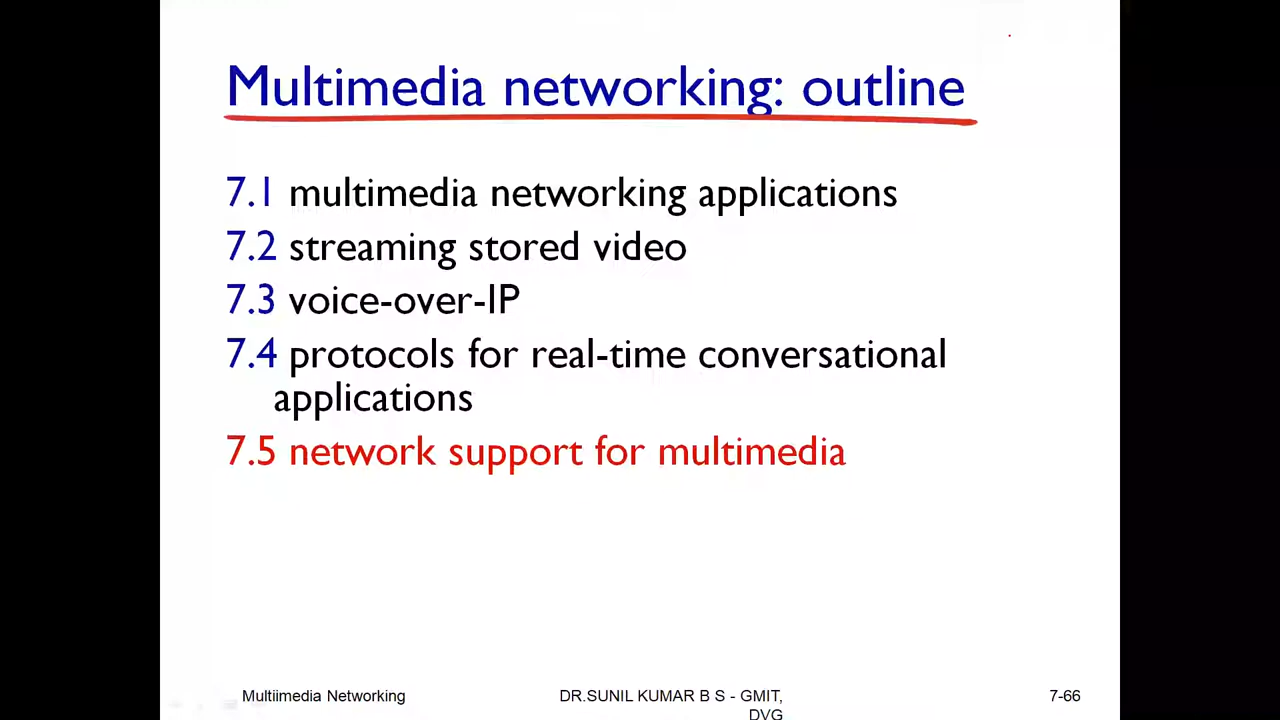 Multimedia networking: outline
7.1 multimedia networking applications
7.2 streaming stored video
7.3 voice-over-IP
7.4 protocols for real-time conversational
applications
7.5 network support for multimedia
Multiimedia Networking
DR.SUNIL KUMAR B S - GMIT,
DVG
7-66